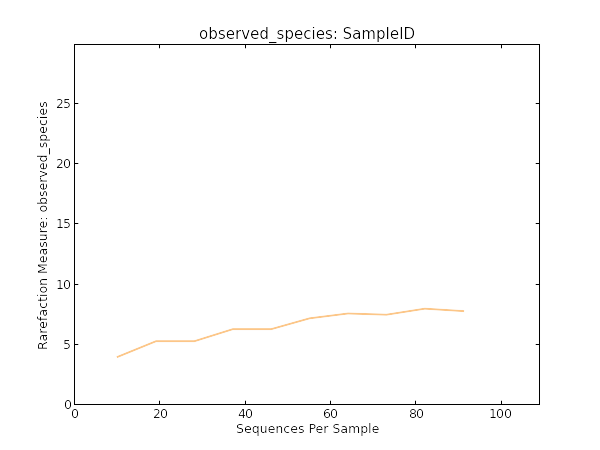 observed_species: SampleID
Rarefaction Measure: observed_species
25
20
15
10
5
0
0 20 40 60 80 100
Sequences Per Sample